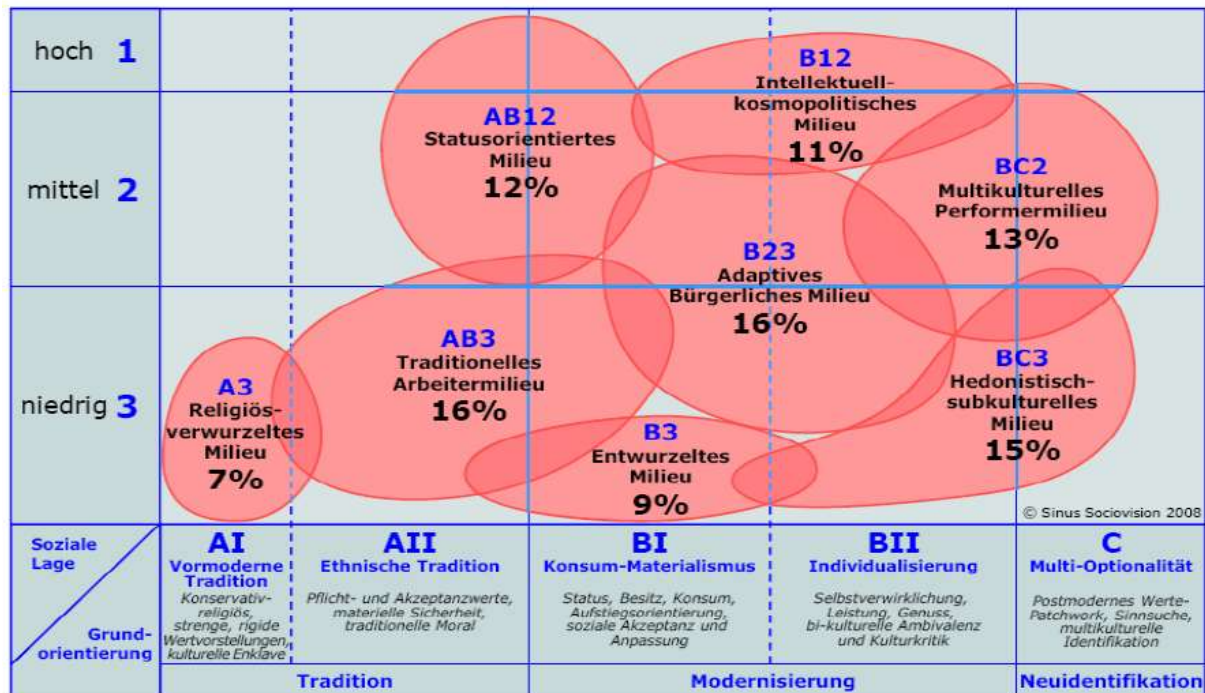 hoch 1
B12
Intellektuell-
kosmopolitisches
Milieu
11%
AB12
Statusorientiertes
Milieu
12%
mittel 2
BC2
Multikulturelles
Performermilieu
13%
B23
Adaptives
Bürgerliches Milieu
16%
AB3
Traditionelles
Arbeitermilieu
16%
BC3
Hedonistisch-
subkulturelles
Milieu
15%
niedrig 3
A3
Religiös-
verwurzeltes
Milieu
7%
B3
Entwurzeltes
Milieu
9%
© Sinus Sociovision 2008
Soziale
Lage
Grund-
orientierung
AI
Vormoderne
Tradition
Konservativ-
religiös,
strenge, rigide
Wertvorstellungen,
kulturelle Enklave
AII
Ethnische Tradition
Pflicht- und Akzeptanzwerte,
materielle Sicherheit,
traditionelle Moral
BI
Konsum-Materialismus
Status, Besitz, Konsum,
Aufstiegsorientierung,
soziale Akzeptanz und
Anpassung
BII
Individualisierung
Selbstverwirklichung,
Leistung, Genuss,
bi-kulturelle Ambivalenz
und Kulturkritik
C
Multi-Optionalität
Postmodernes Werte-
Patchwork, Sinnsuche,
multikulturelle
Identifikation
Tradition
Modernisierung
Neuidentifikation